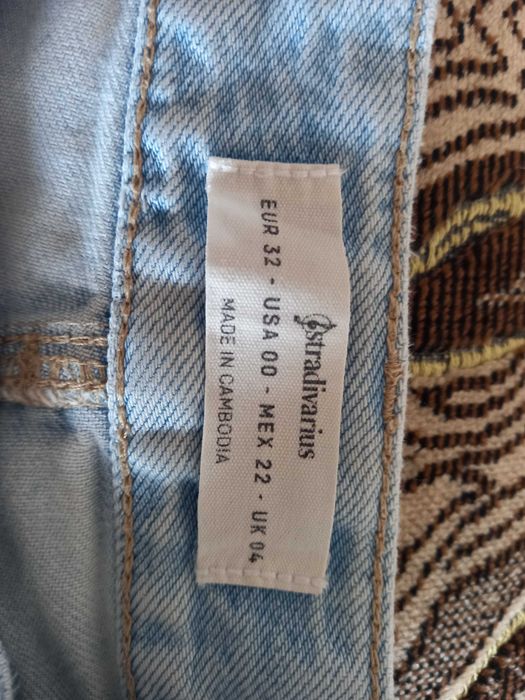 stradivarius
EUR 32 - USA 00 - MEX 22 - UK 04
MADE IN CAMBODIA